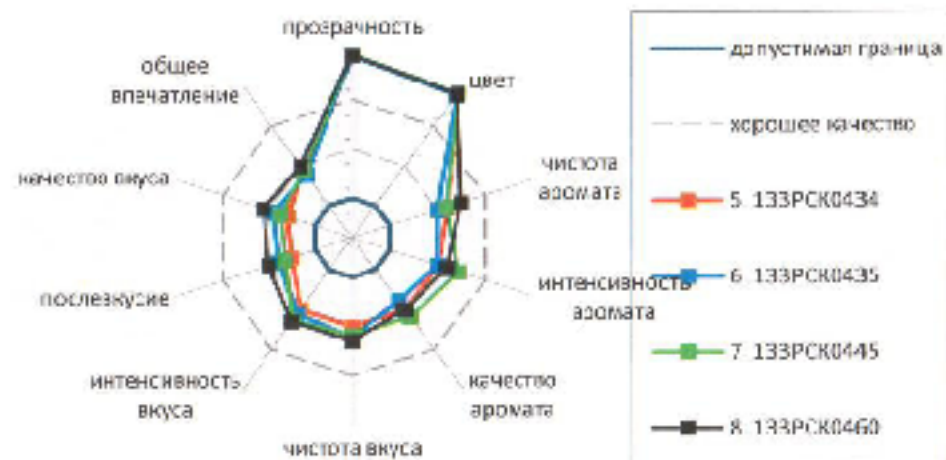 прозрачность
цвет
чистота
аромата
интенсивность
аромата
качество
аромата
чистота вкуса
интенсивность
вкуса
послевкусие
качество вкуса
общее
впечатление
допустимая граница
хорошее качество
5. 133РСК0434
6. 133РСК0435
7. 133РСК0445
8. 133РСК0460